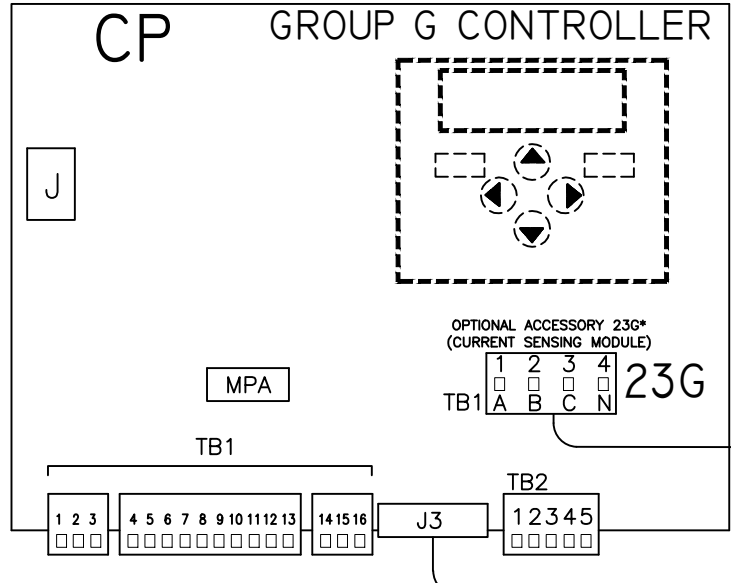 CP
GROUP G CONTROLLER
J
OPTIONAL ACCESSORY 23G*
(CURRENT SENSING MODULE)
1 2 3 4
23G
TB1 A B C N
MPA
TB1
TB2
1 2 3 4 5 6 7 8 9 10 11 12 13 14 15 16
J3
1 2 3 4 5